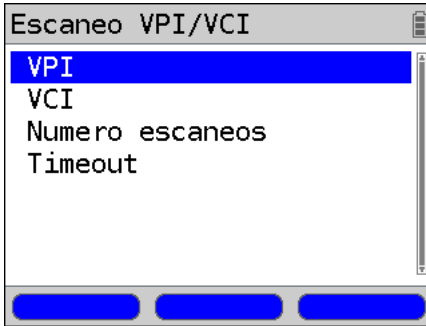 Escaneo VPI/VCI
VPI
VCI
Numero escaneos
Timeout